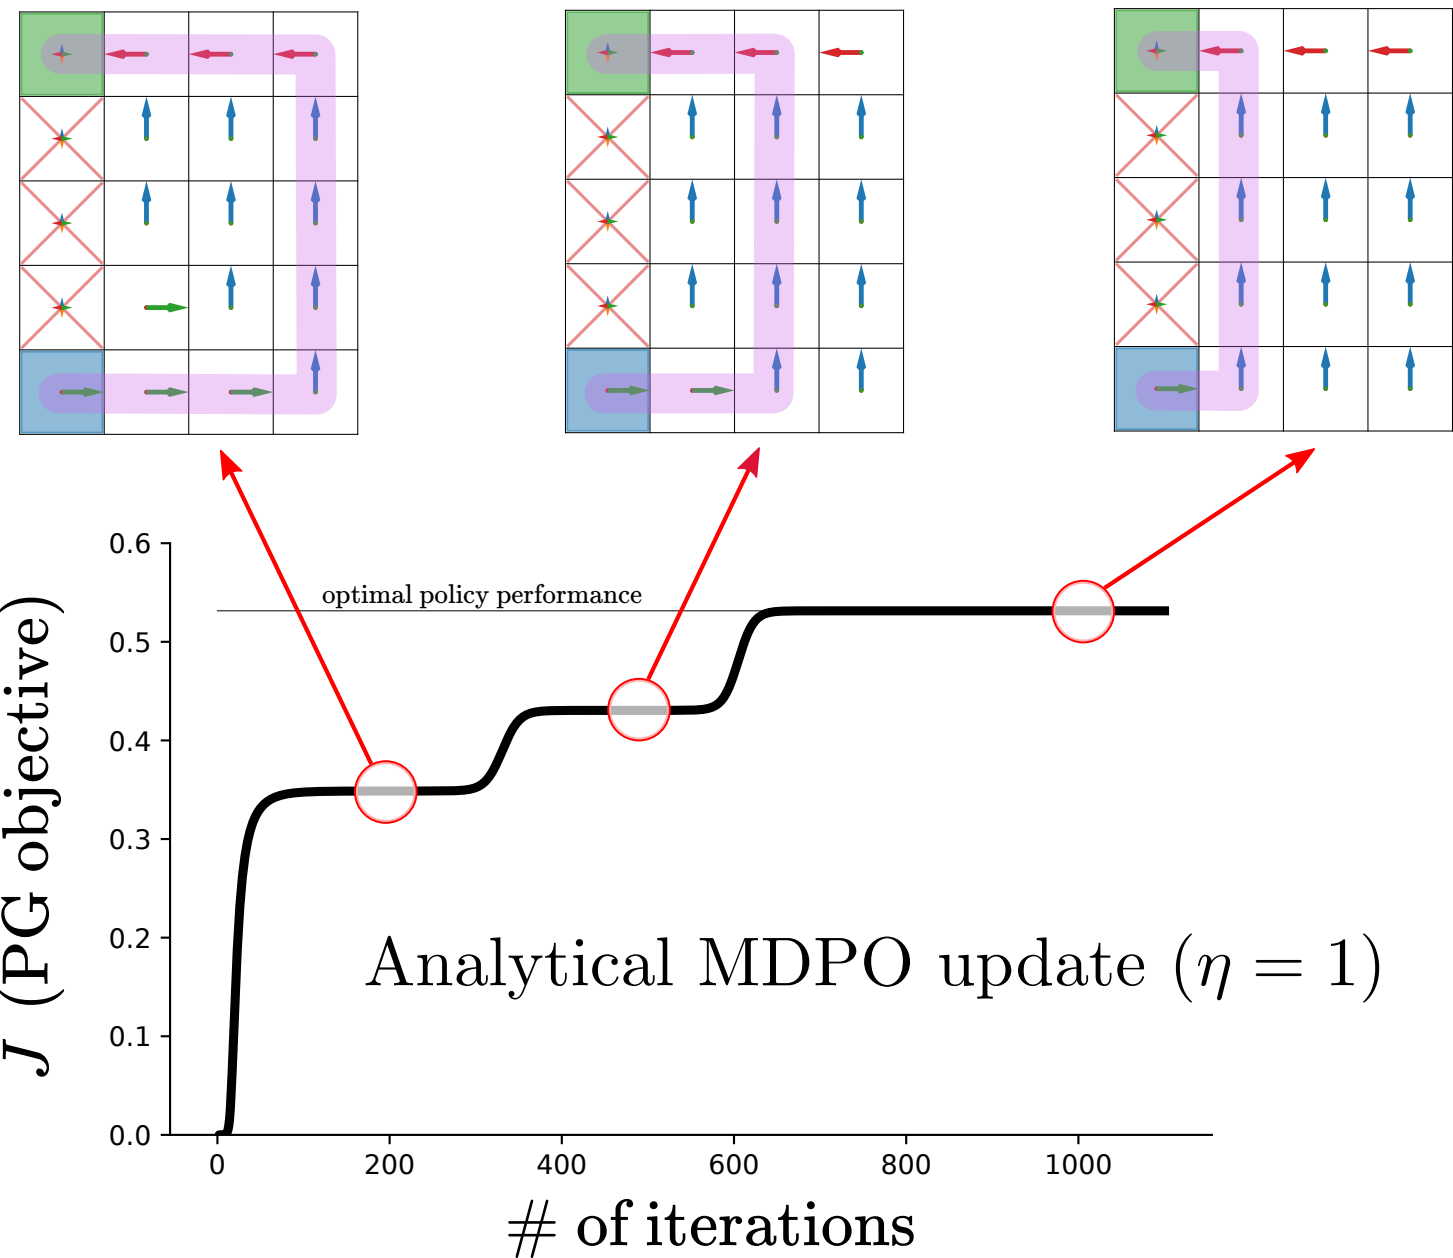 0.6
optimal policy performance
0.5
0.4
0.3
0.2
0.1
0.0
J (PG objective)
Analytical MDPO update (η = 1)
0 200 400 600 800 1000
# of iterations